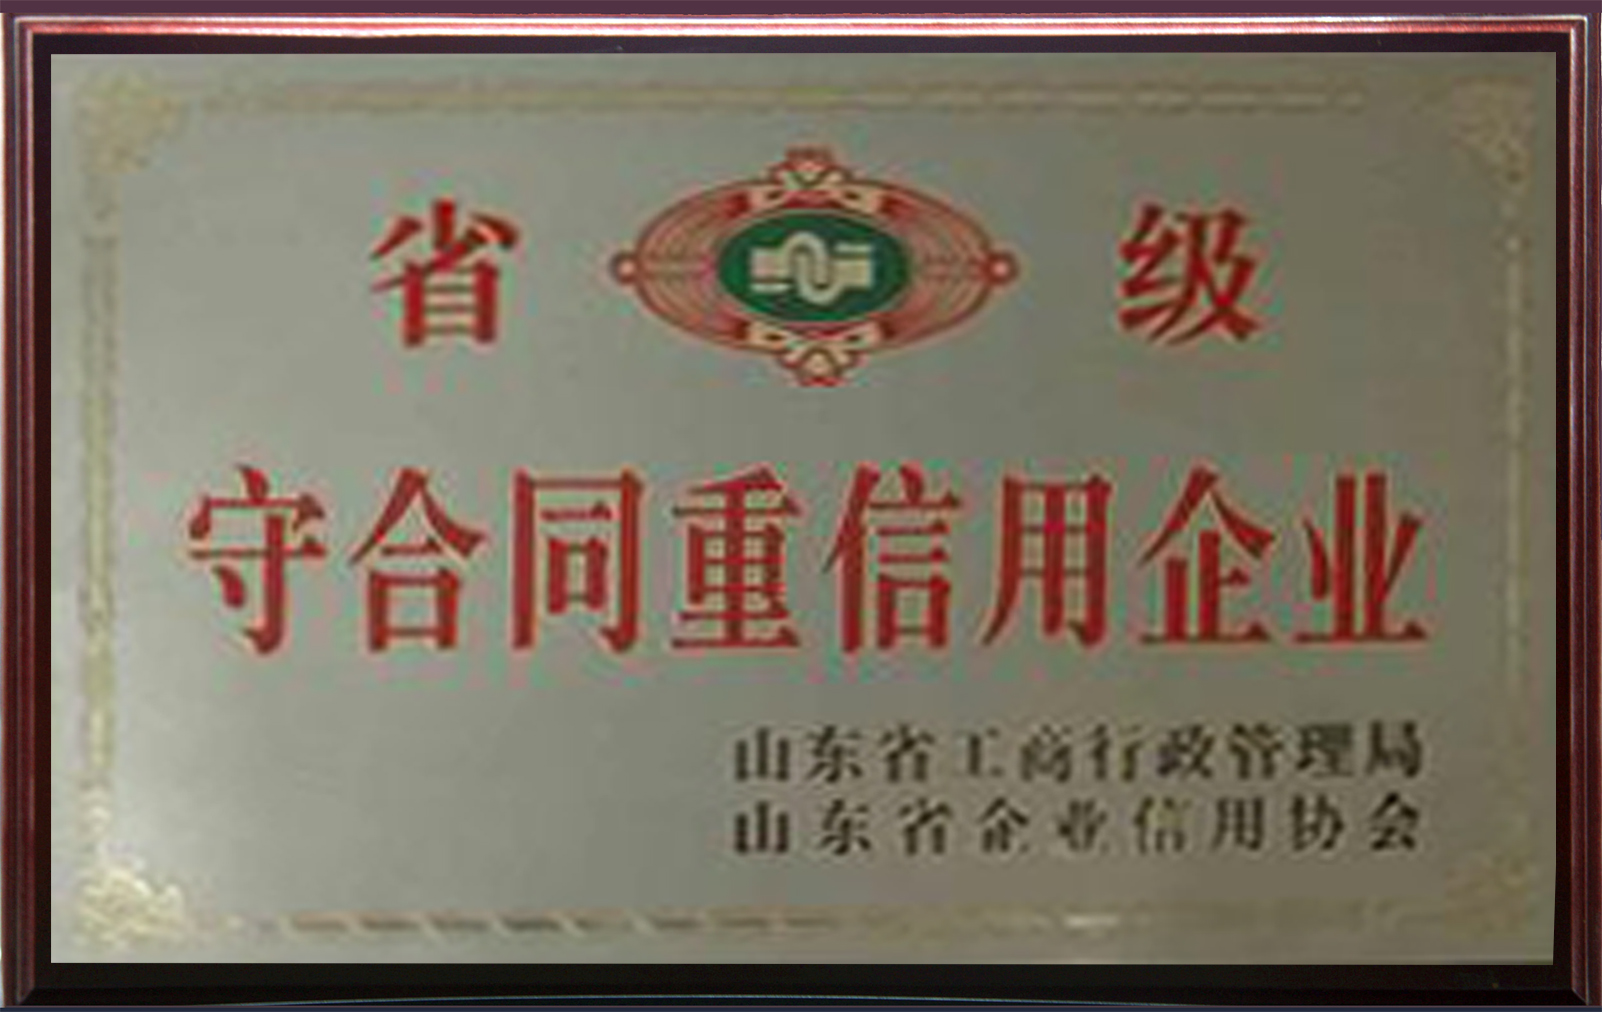 省 级
守合同重信用企业
山东省工商行政管理局
山东省企业信用协会